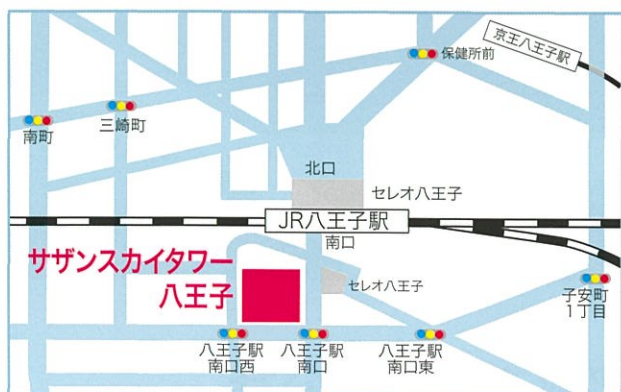 京王八王子駅
保健所前
三崎町
南町
北口
セレオ八王子
JR八王子駅
南口
サザンスカイタワー
八王子
セレオ八王子
子安町
1丁目
八王子駅
南口西
八王子駅
南口
八王子駅
南口東